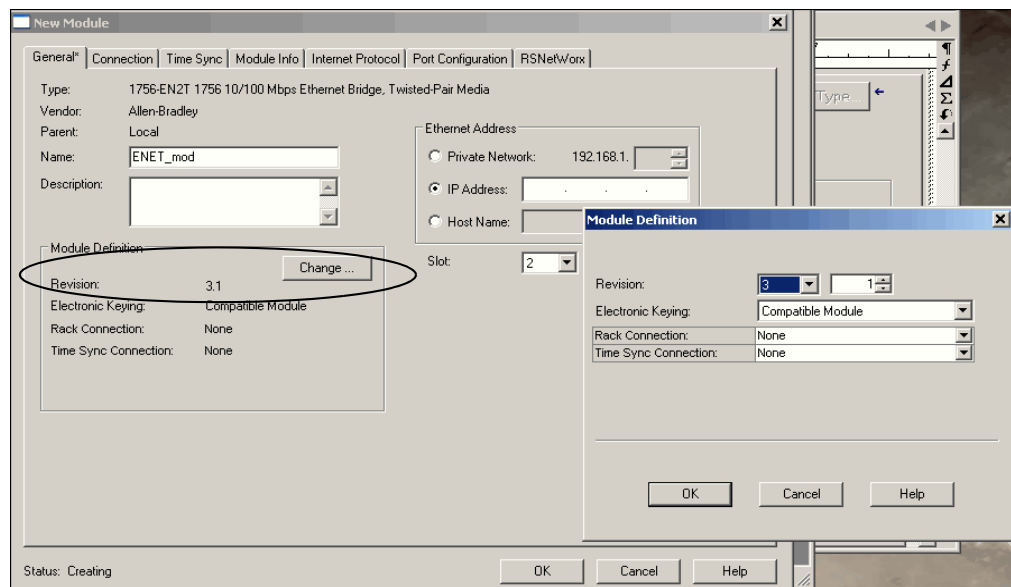 New Module
General* Connection Time Sync Module Info Internet Protocol Port Configuration RSNetWorx
Type: 1756-EN2T 1756 10/100 Mbps Ethernet Bridge, Twisted-Pair Media
Vendor: Allen-Bradley
Parent: Local
Name: ENET_mod
Description:
Ethernet Address
Private Network: 192.168.1.
IP Address: . . .
Host Name:
Module Definition
Change ...
Revision: 3.1
Electronic Keying: Compatible Module
Rack Connection: None
Time Sync Connection: None
Slot: 2
Status: Creating
OK Cancel Help
Module Definition
Revision: 3 1
Electronic Keying: Compatible Module
Rack Connection: None
Time Sync Connection: None
OK Cancel Help
Type...